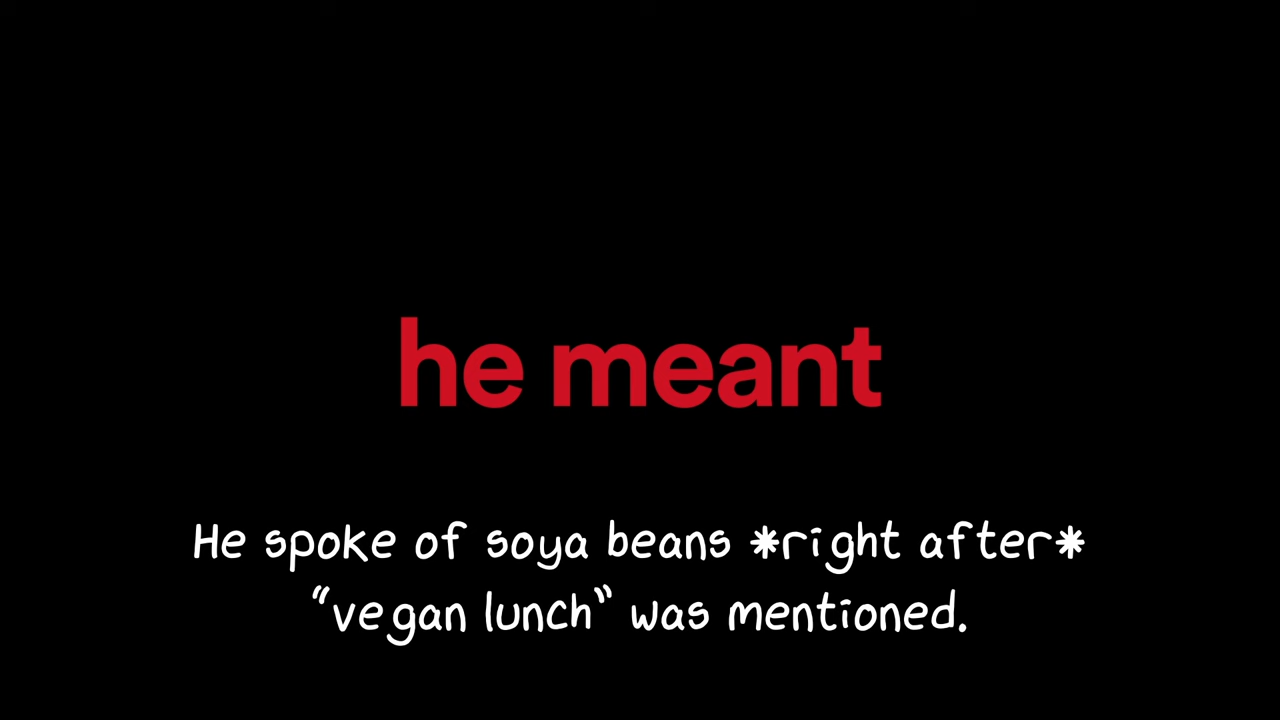 he meant
He spoke of soya beans *right after*
“vegan lunch” was mentioned.